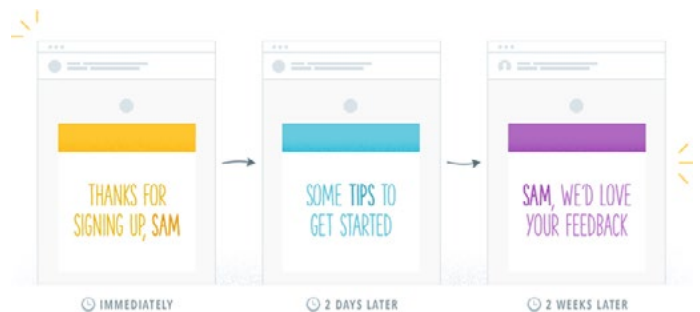 THANKS FOR
SIGNING UP, SAM
SOME TIPS TO
GET STARTED
SAM, WE'D LOVE
YOUR FEEDBACK
IMMEDIATELY
2 DAYS LATER
2 WEEKS LATER